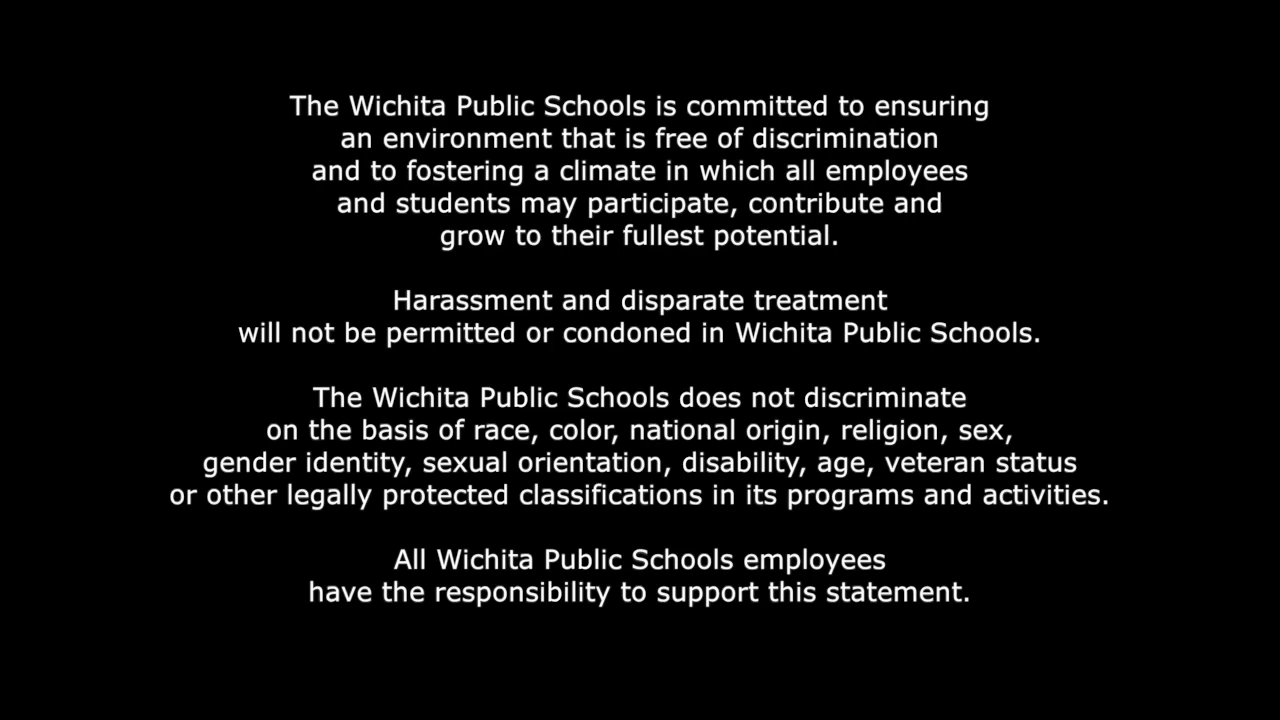 The Wichita Public Schools is committed to ensuring
an environment that is free of discrimination
and to fostering a climate in which all employees
and students may participate, contribute and
grow to their fullest potential.
Harassment and disparate treatment
will not be permitted or condoned in Wichita Public Schools.
The Wichita Public Schools does not discriminate
on the basis of race, color, national origin, religion, sex,
gender identity, sexual orientation, disability, age, veteran status
or other legally protected classifications in its programs and activities.
All Wichita Public Schools employees
have the responsibility to support this statement.